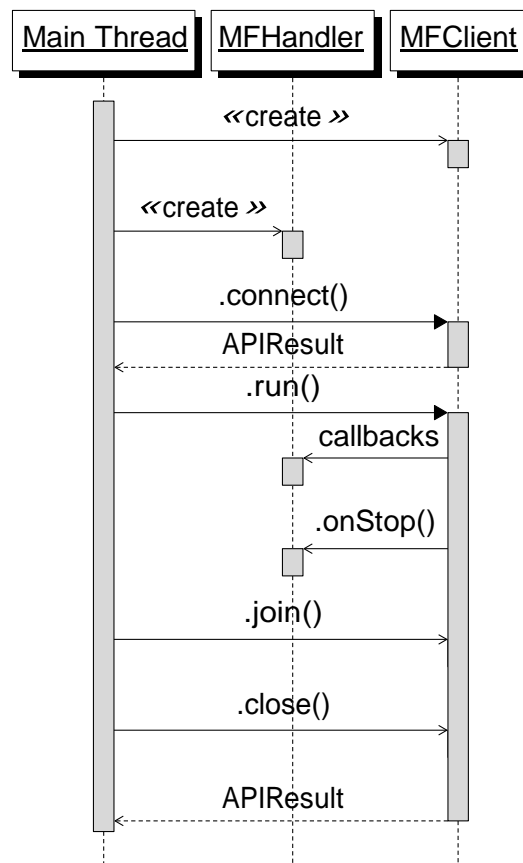 Main Thread
MFHandler
MFClient
«create »
«create »
.connect()
APIResult
.run()
callbacks
.onStop()
.join()
.close()
APIResult